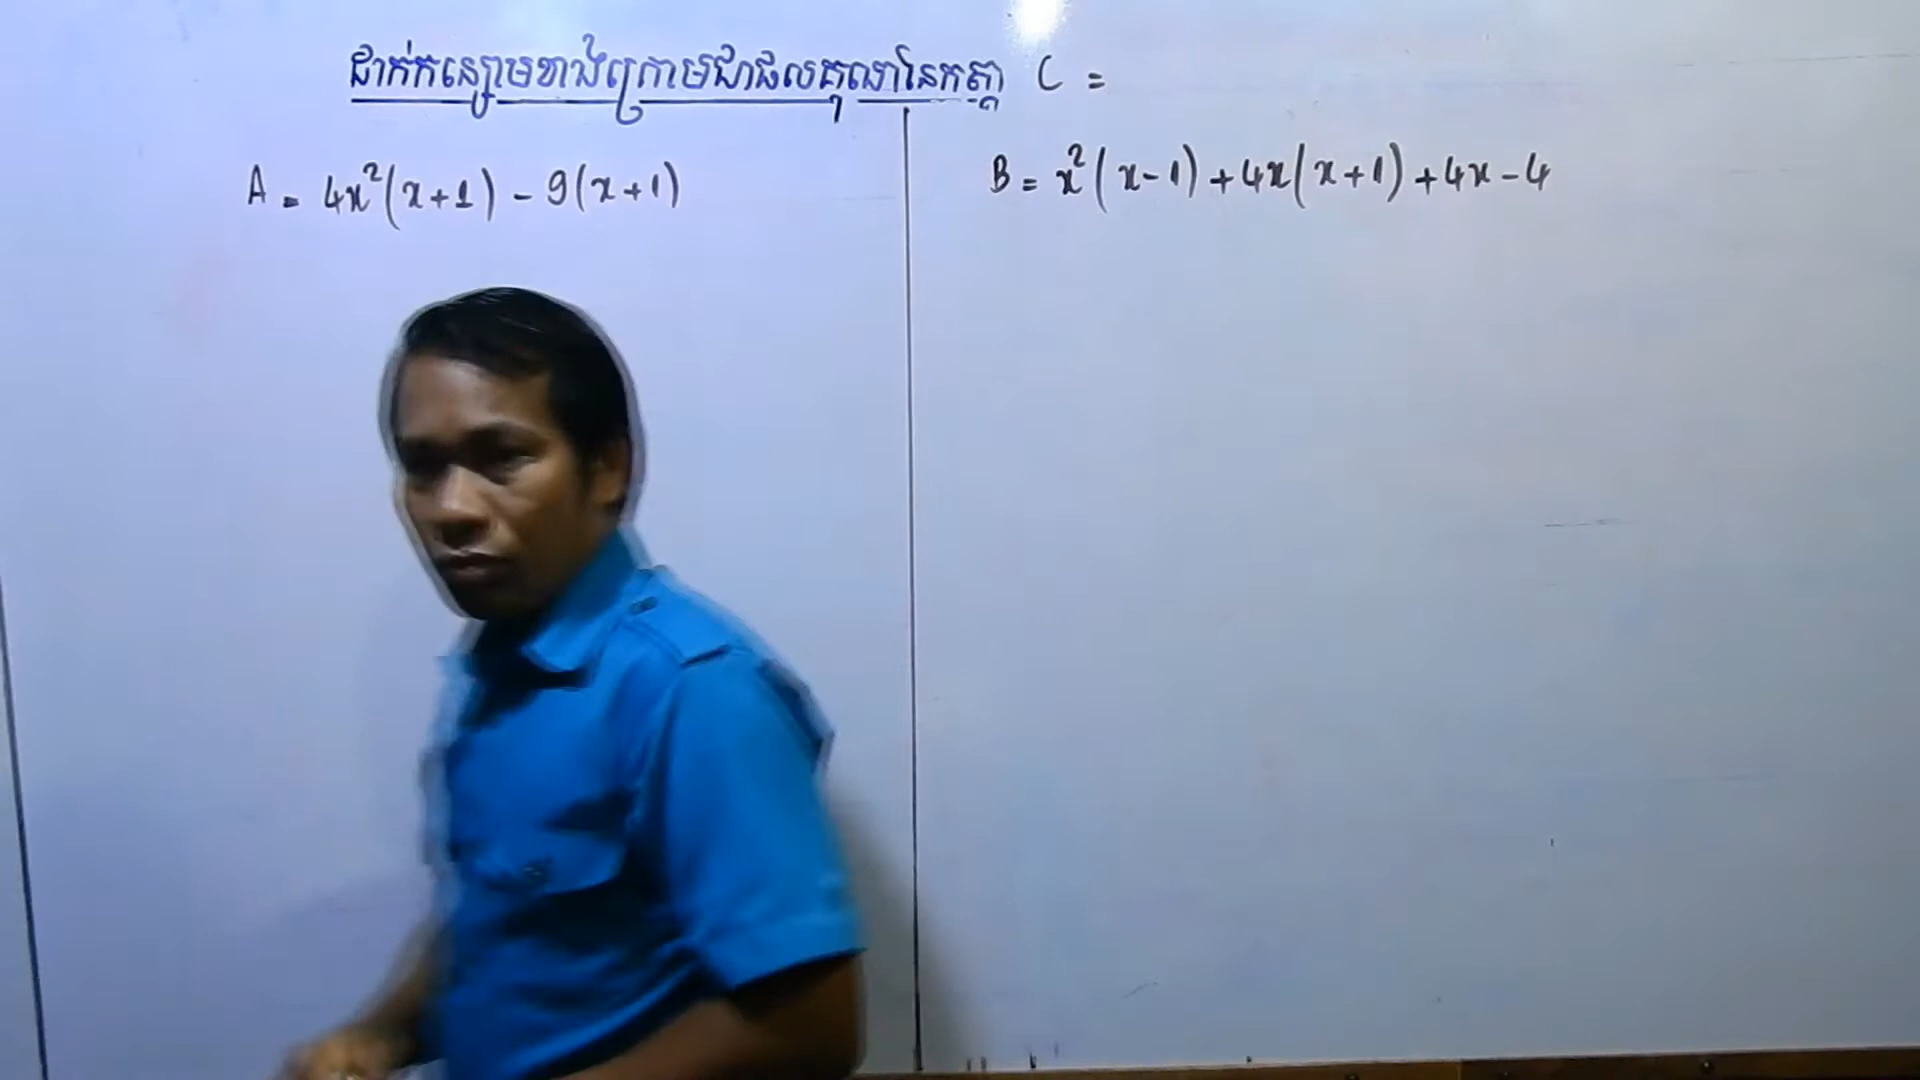 ដាក់កន្សោមខាងក្រោមជាផលគុណនៃកត្តា C =
A = 4x²(x+1) - 9(x+1)
B = x²(x-1) + 4x(x+1) + 4x - 4